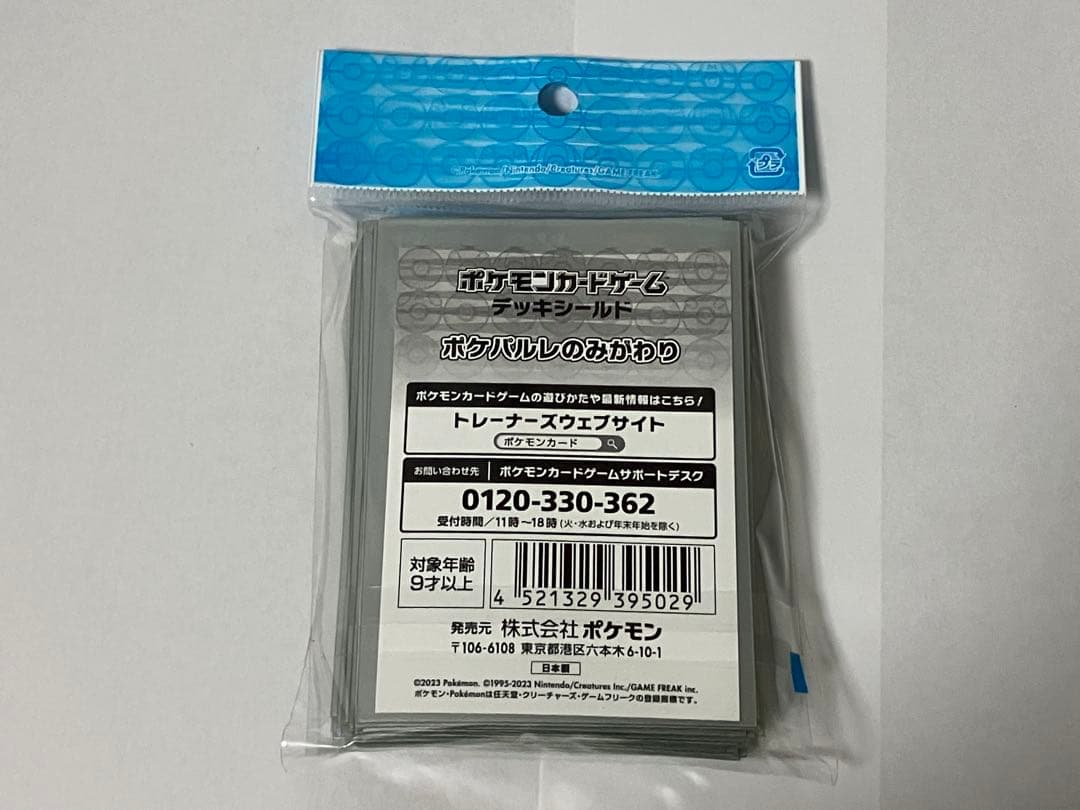 ©Pokémon/Nintendo/Creatures/GAME FREAK
プラ
ポケモンカードゲーム
デッキシールド
ポケパルレのみがわり
ポケモンカードゲームの遊びかたや最新情報はこちら!
トレーナーズウェブサイト
ポケモンカード
お問い合わせ先 ポケモンカードゲームサポートデスク
0120-330-362
受付時間/11時~18時(火・水および年末年始を除く)
対象年齢
9才以上
4 521329 395029
発売元 株式会社ポケモン
〒106-6108 東京都港区六本木6-10-1
日本製
©2023 Pokémon. ©1995-2023 Nintendo/Creatures Inc./GAME FREAK inc.
ポケモン・Pokémonは任天堂・クリーチャーズ・ゲームフリークの登録商標です。